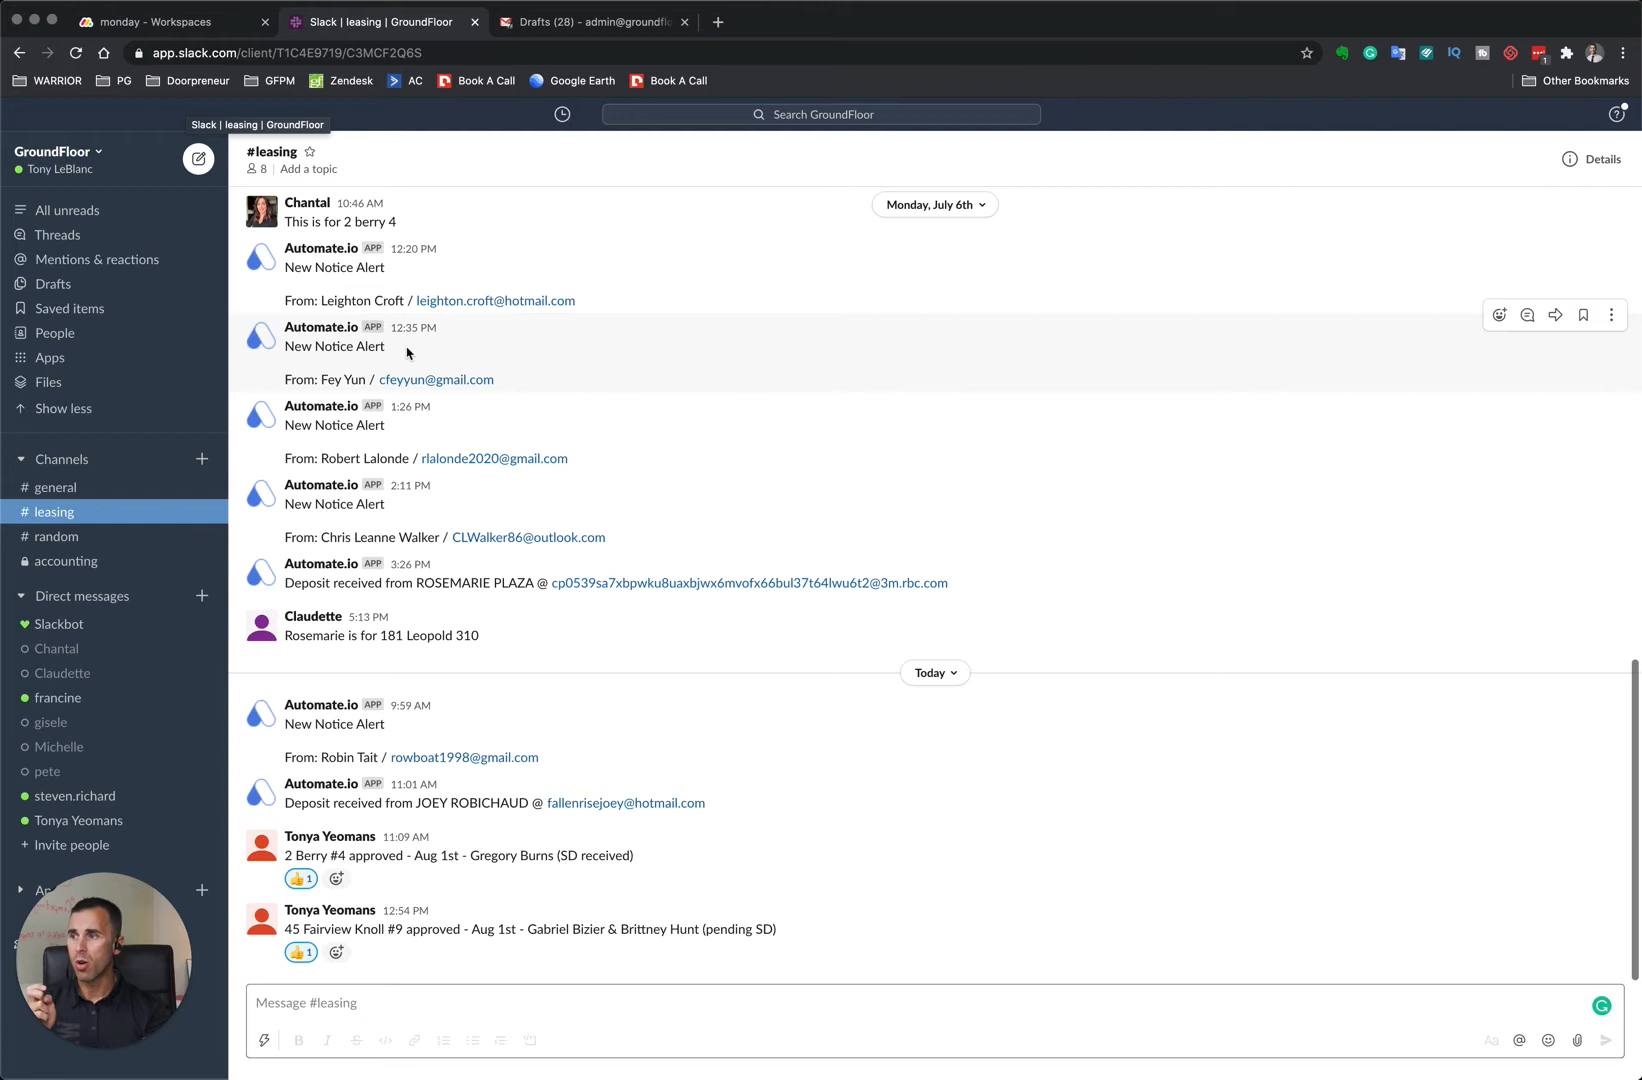 monday - Workspaces
Slack | leasing | GroundFloor
Drafts (28) - admin@groundfl
app.slack.com/client/T1C4E9719/C3MCF2Q6S
WARRIOR
PG
Doorpreneur
GFPM
Zendesk
AC
Book A Call
Google Earth
Book A Call
Other Bookmarks
Search GroundFloor
Slack | leasing | GroundFloor
GroundFloor
Tony LeBlanc
All unreads
Threads
Mentions & reactions
Drafts
Saved items
People
Apps
Files
Show less
Channels
# general
# leasing
# random
accounting
Direct messages
Slackbot
Chantal
Claudette
francine
gisele
Michelle
pete
steven.richard
Tonya Yeomans
+ Invite people
#leasing
8 | Add a topic
Details
Monday, July 6th
Chantal 10:46 AM
This is for 2 berry 4
Automate.io APP 12:20 PM
New Notice Alert
From: Leighton Croft / leighton.croft@hotmail.com
Automate.io APP 12:35 PM
New Notice Alert
From: Fey Yun / cfeyyun@gmail.com
Automate.io APP 1:26 PM
New Notice Alert
From: Robert Lalonde / rlalonde2020@gmail.com
Automate.io APP 2:11 PM
New Notice Alert
From: Chris Leanne Walker / CLWalker86@outlook.com
Automate.io APP 3:26 PM
Deposit received from ROSEMARIE PLAZA @ cp0539sa7xbpwku8uaxbjwx6mvofx66bul37t64lwu6t2@3m.rbc.com
Claudette 5:13 PM
Rosemarie is for 181 Leopold 310
Today
Automate.io APP 9:59 AM
New Notice Alert
From: Robin Tait / rowboat1998@gmail.com
Automate.io APP 11:01 AM
Deposit received from JOEY ROBICHAUD @ fallenrisejoey@hotmail.com
Tonya Yeomans 11:09 AM
2 Berry #4 approved - Aug 1st - Gregory Burns (SD received)
1
Tonya Yeomans 12:54 PM
45 Fairview Knoll #9 approved - Aug 1st - Gabriel Bizier & Brittney Hunt (pending SD)
1
Message #leasing
B I S Aa @